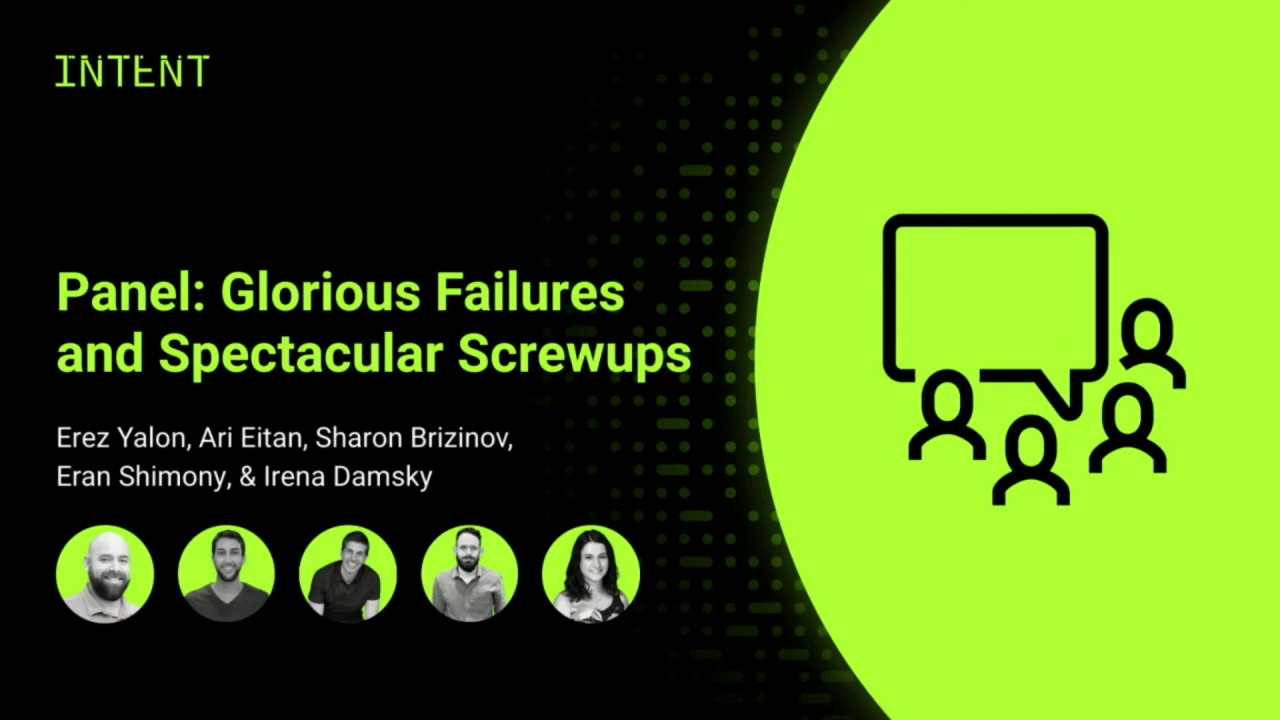 INTENT
Panel: Glorious Failures
and Spectacular Screwups
Erez Yalon, Ari Eitan, Sharon Brizinov,
Eran Shimony, & Irena Damsky